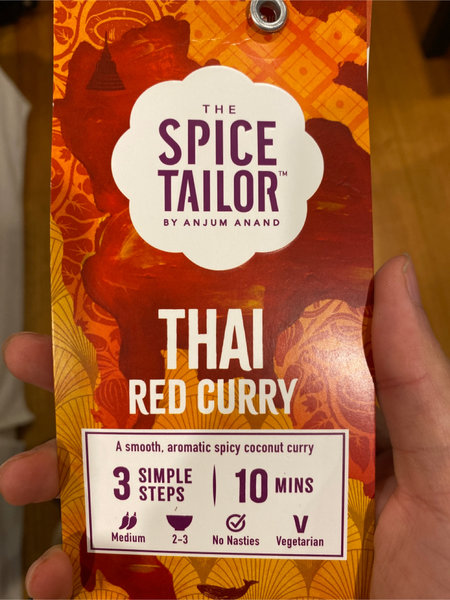 THE
SPICE
TAILOR™
BY ANJUM ANAND
THAI
RED CURRY
A smooth, aromatic spicy coconut curry
3 SIMPLE STEPS 10 MINS
Medium 2-3 No Nasties V Vegetarian